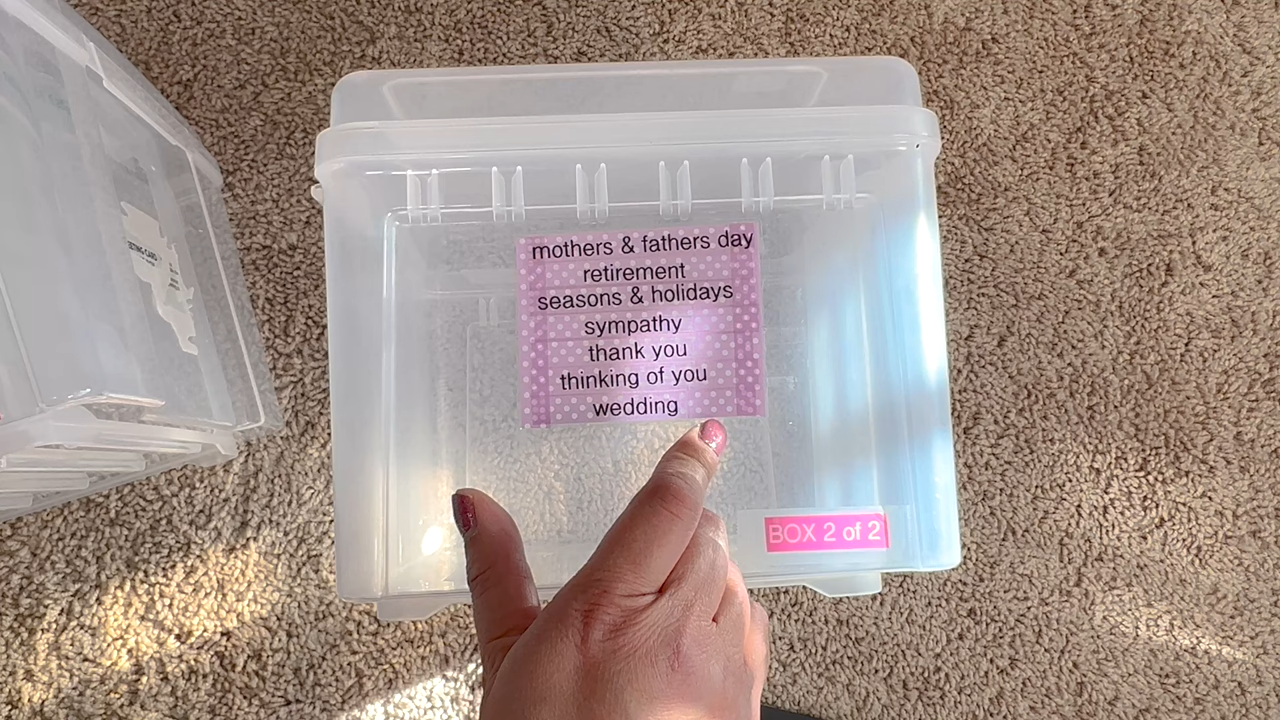 mothers & fathers day
retirement
seasons & holidays
sympathy
thank you
thinking of you
wedding
BOX 2 of 2